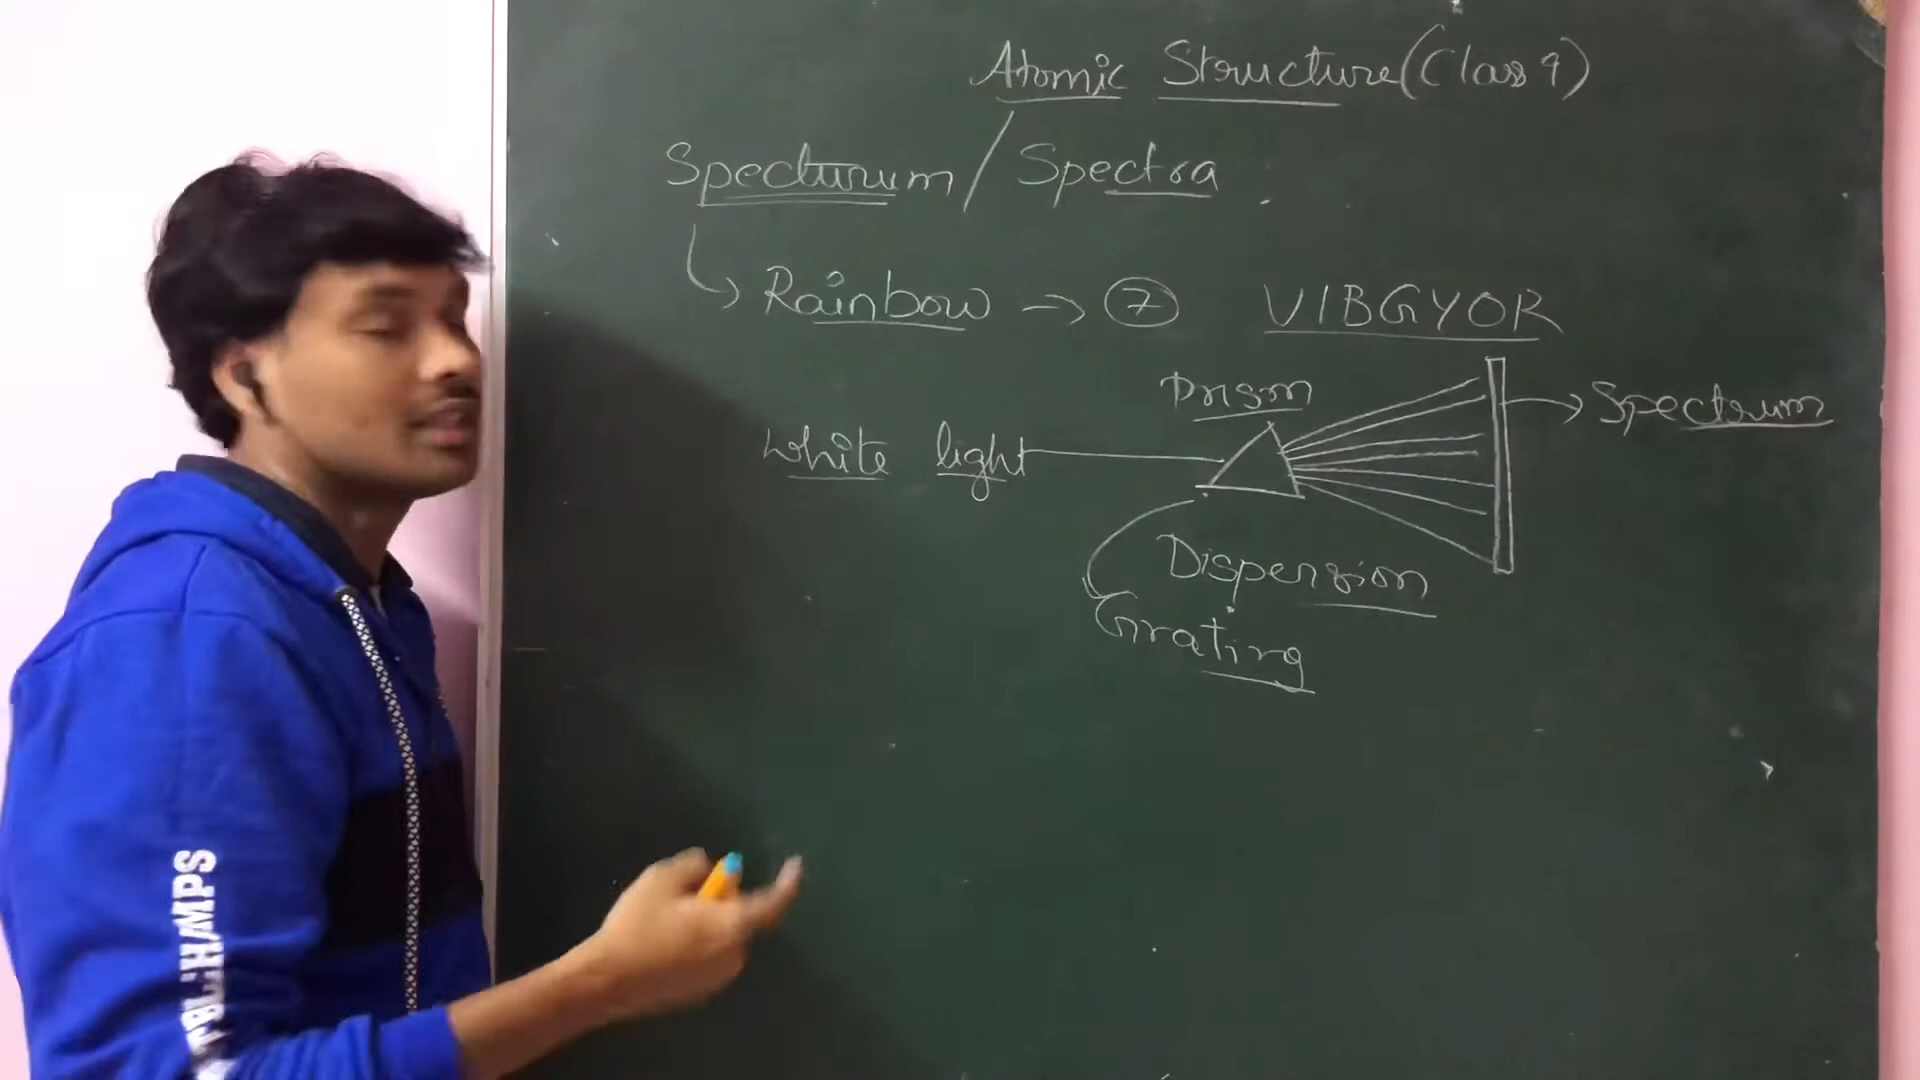 Atomic Structure (Class 9)
Spectrum / Spectra
Rainbow → 7 VIBGYOR
Prism
→ Spectrum
White light
Dispersion
Grating